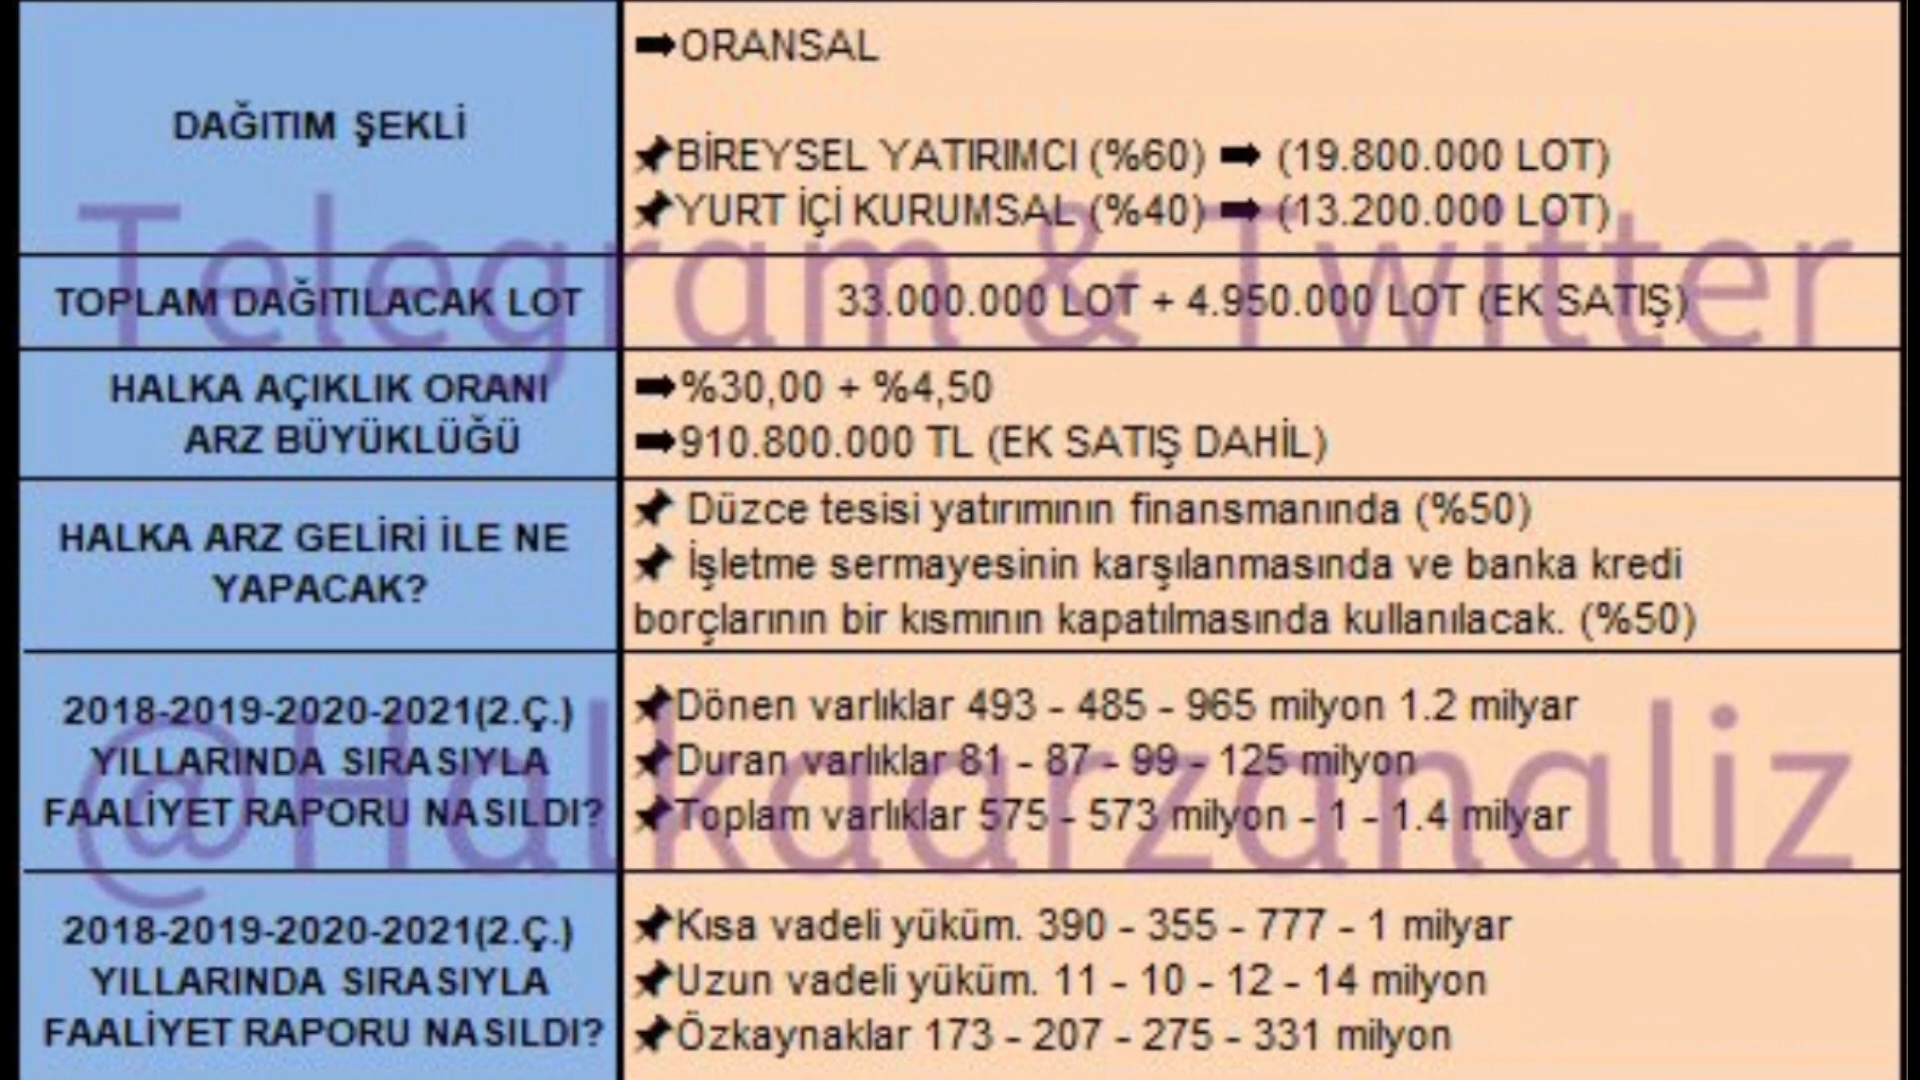 DAĞITIM ŞEKLİ
➡ORANSAL
📌BİREYSEL YATIRIMCI (%60) ➡ (19.800.000 LOT)
📌YURT İÇİ KURUMSAL (%40) ➡ (13.200.000 LOT)
TOPLAM DAĞITILACAK LOT
33.000.000 LOT + 4.950.000 LOT (EK SATIŞ)
HALKA AÇIKLIK ORANI
ARZ BÜYÜKLÜĞÜ
➡%30,00 + %4,50
➡910.800.000 TL (EK SATIŞ DAHİL)
HALKA ARZ GELİRİ İLE NE
YAPACAK?
📌 Düzce tesisi yatırımının finansmanında (%50)
📌 İşletme sermayesinin karşılanmasında ve banka kredi
borçlarının bir kısmının kapatılmasında kullanılacak. (%50)
2018-2019-2020-2021(2.Ç.)
YILLARINDA SIRASIYLA
FAALİYET RAPORU NASILDI?
📌Dönen varlıklar 493 - 485 - 965 milyon 1.2 milyar
📌Duran varlıklar 81 - 87 - 99 - 125 milyon
📌Toplam varlıklar 575 - 573 milyon - 1 - 1.4 milyar
2018-2019-2020-2021(2.Ç.)
YILLARINDA SIRASIYLA
FAALİYET RAPORU NASILDI?
📌Kısa vadeli yüküm. 390 - 355 - 777 - 1 milyar
📌Uzun vadeli yüküm. 11 - 10 - 12 - 14 milyon
📌Özkaynaklar 173 - 207 - 275 - 331 milyon
Telegram & Twitter
@Halkaarzanaliz